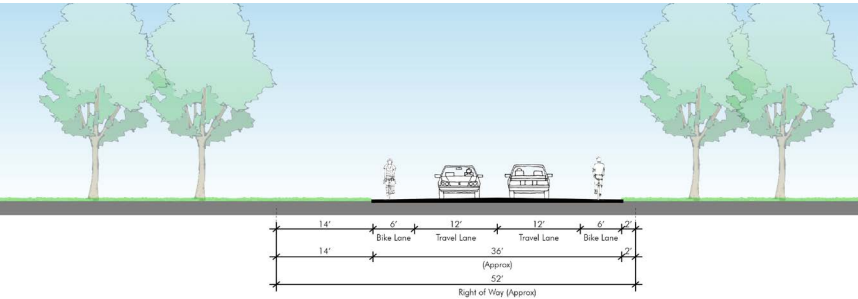 14' 6' 12' 12' 6' 2'
Bike Lane Travel Lane Travel Lane Bike Lane
14' 36' 2'
(Approx)
52'
Right of Way (Approx)